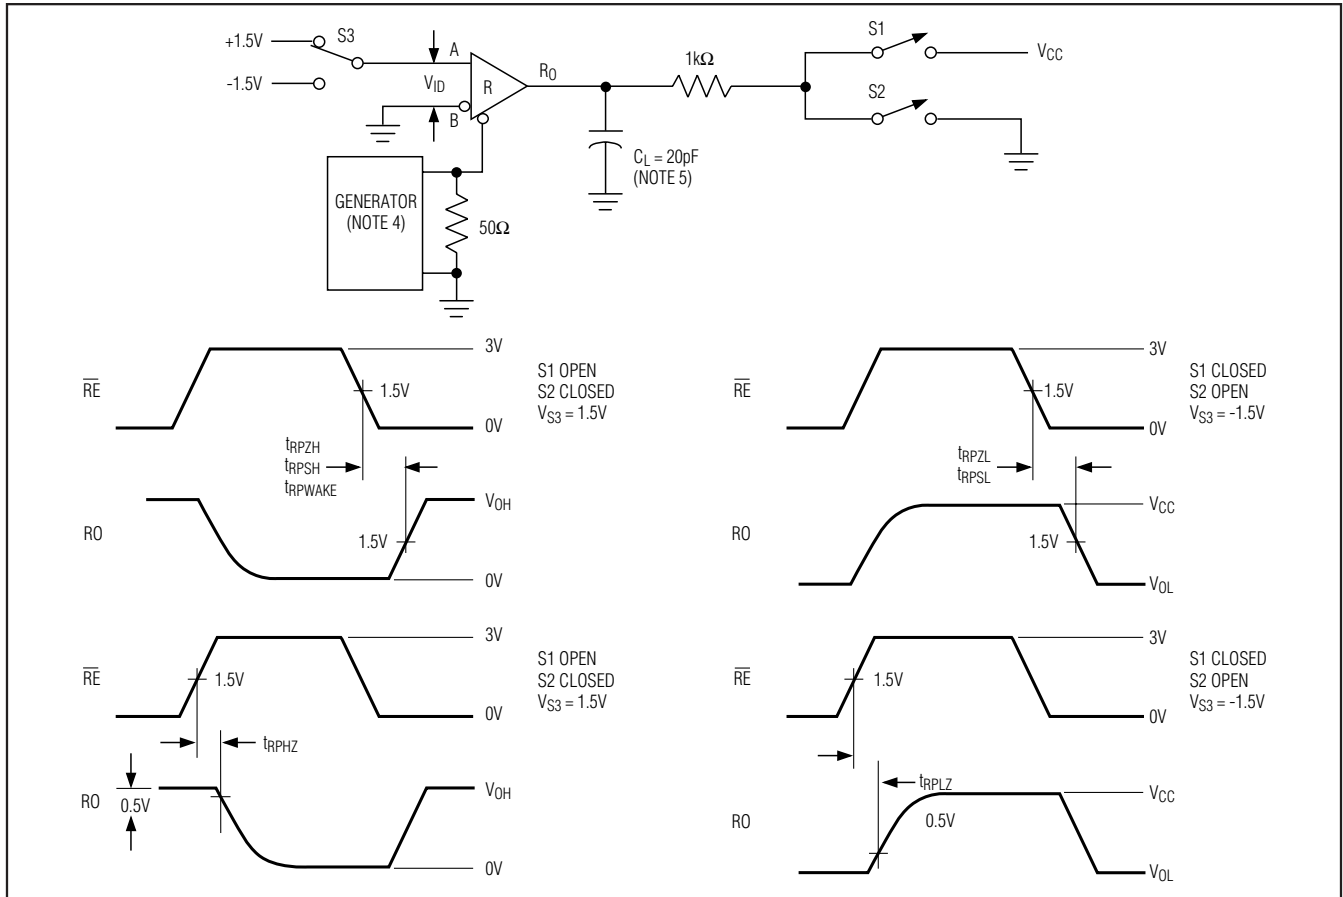 +1.5V
S3
-1.5V
A
V_ID
B
R
R_O
1kΩ
S1
V_CC
S2
C_L = 20pF
(NOTE 5)
GENERATOR
(NOTE 4)
50Ω
R̅E̅
3V
1.5V
0V
S1 OPEN
S2 CLOSED
V_S3 = 1.5V
t_RPZH
t_RPSH
t_RPWAKE
RO
V_OH
1.5V
0V
R̅E̅
3V
1.5V
0V
S1 CLOSED
S2 OPEN
V_S3 = -1.5V
t_RPZL
t_RPSL
RO
V_CC
1.5V
V_OL
R̅E̅
3V
1.5V
0V
S1 OPEN
S2 CLOSED
V_S3 = 1.5V
t_RPHZ
RO
0.5V
V_OH
0V
R̅E̅
3V
1.5V
0V
S1 CLOSED
S2 OPEN
V_S3 = -1.5V
t_RPLZ
RO
0.5V
V_CC
V_OL